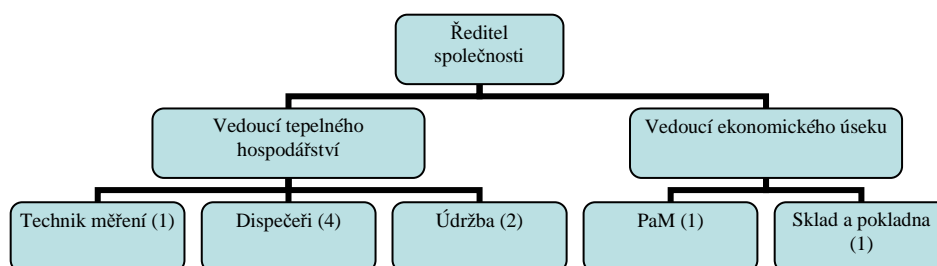 Ředitel
společnosti
Vedoucí tepelného
hospodářství
Vedoucí ekonomického úseku
Technik měření (1)
Dispečeři (4)
Údržba (2)
PaM (1)
Sklad a pokladna
(1)